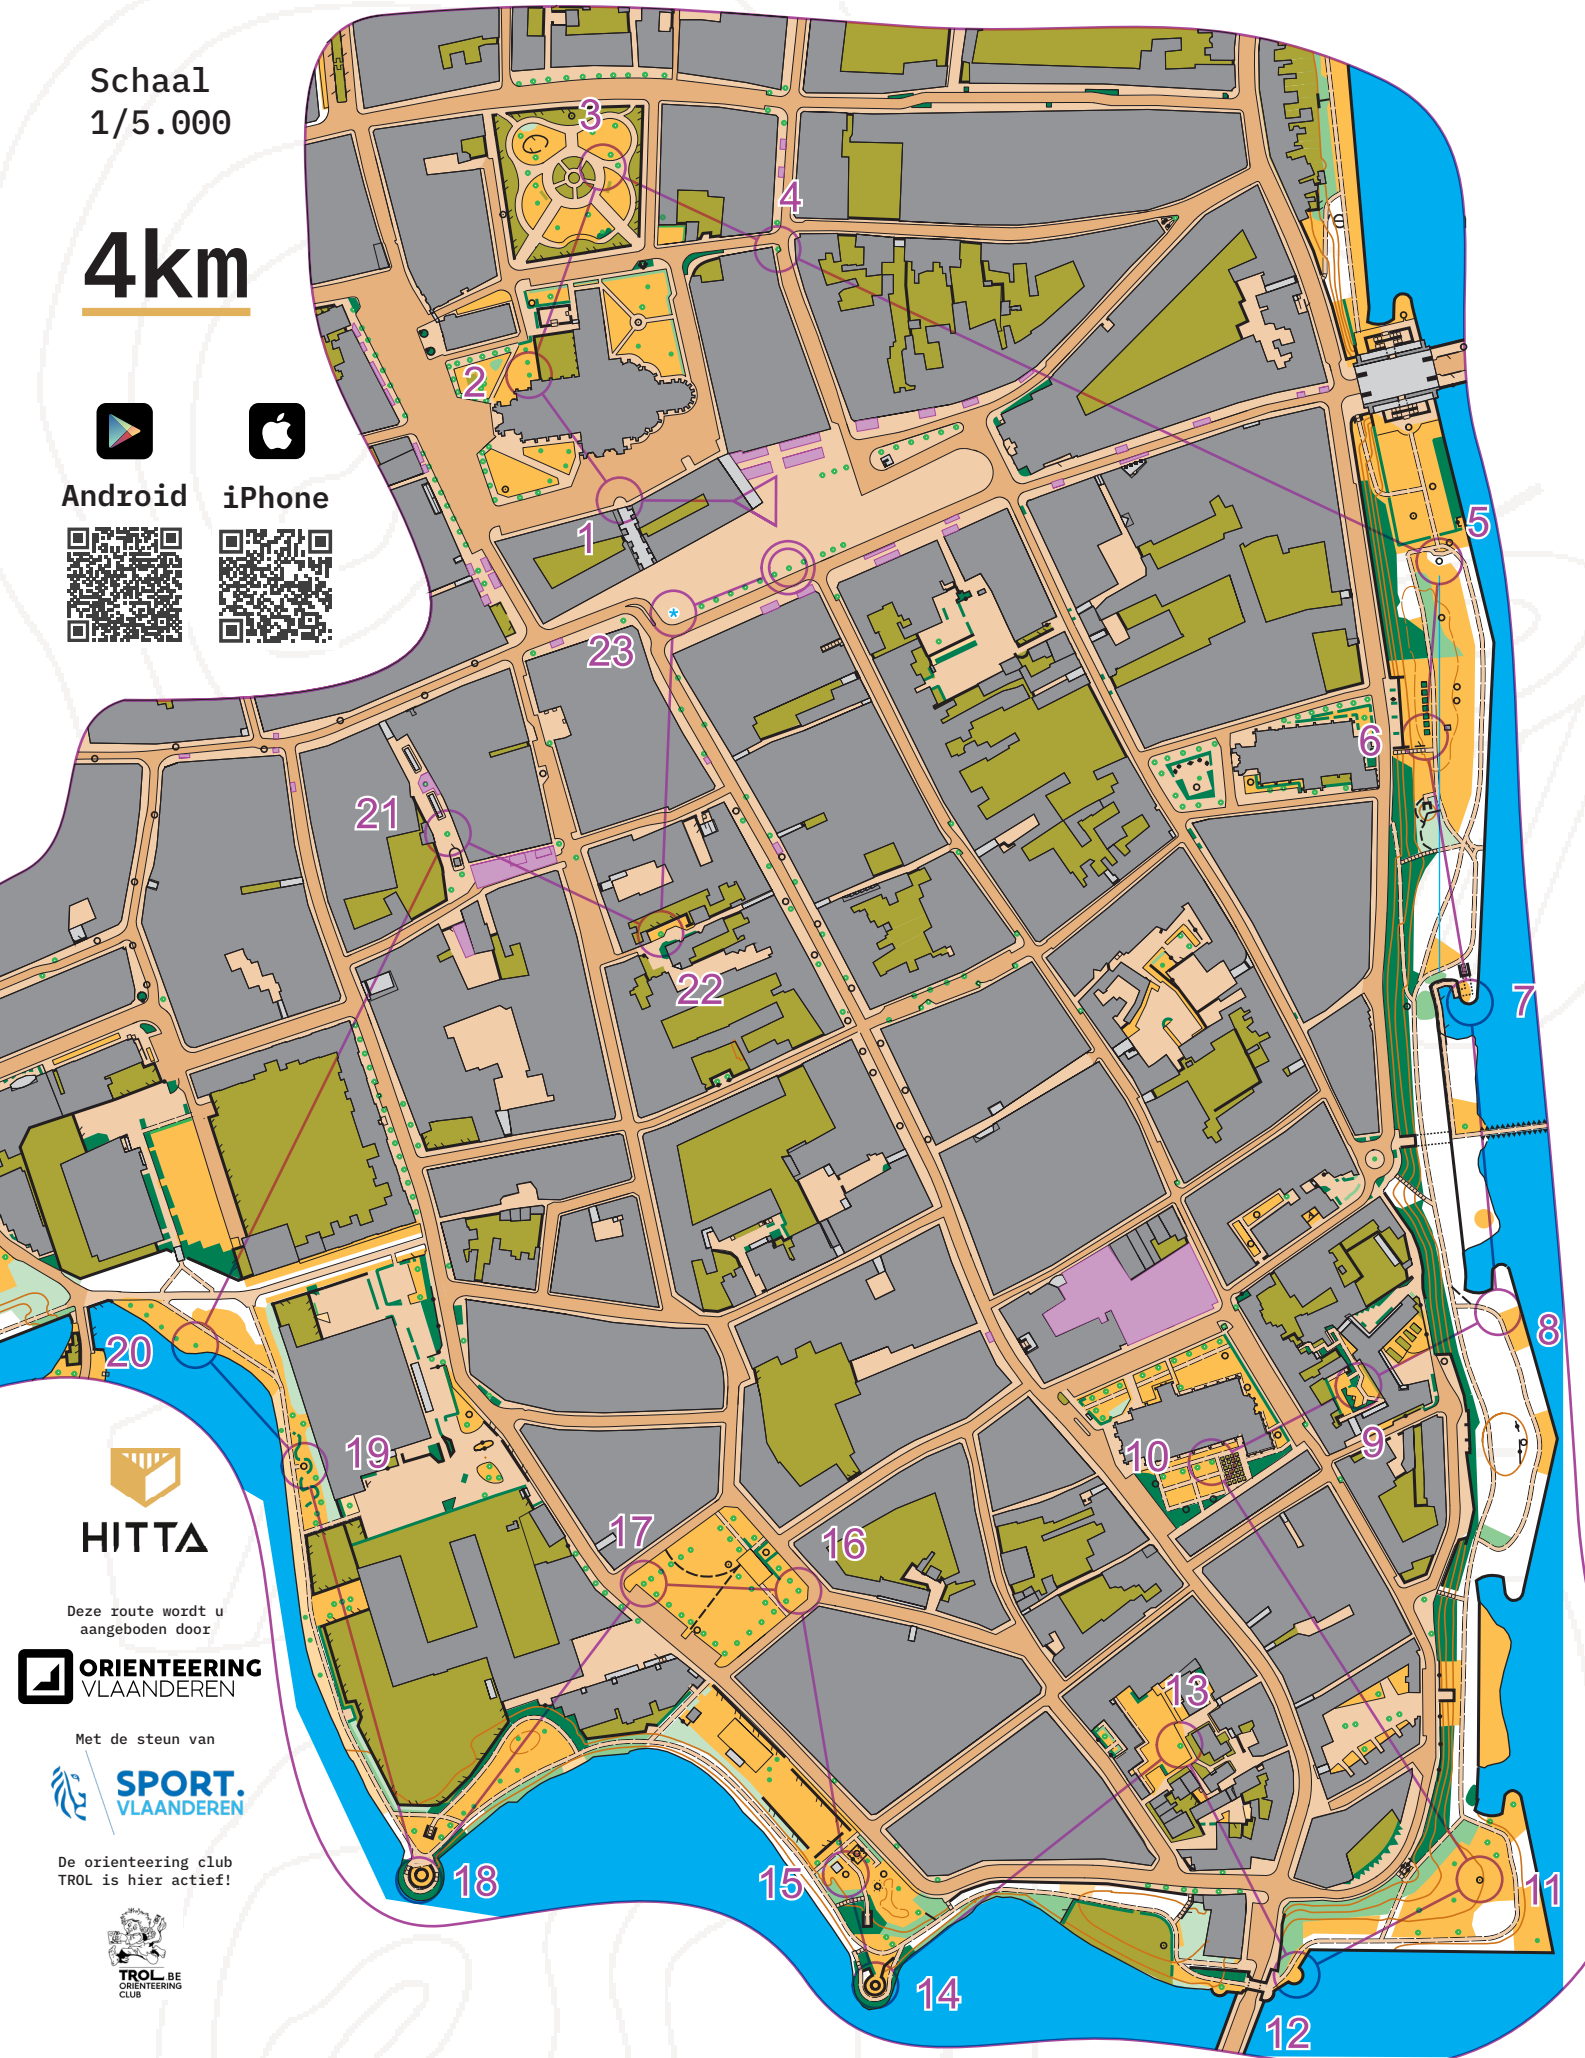 Schaal
1/5.000
4km
Android
iPhone
3
4
2
1
5
23
6
21
22
7
8
20
19
10
9
17
16
13
18
15
11
14
12
HITTA
Deze route wordt u
aangeboden door
ORIENTEERING
VLAANDEREN
Met de steun van
SPORT.
VLAANDEREN
De orienteering club
TROL is hier actief!
TROL.BE
ORIENTEERING
CLUB